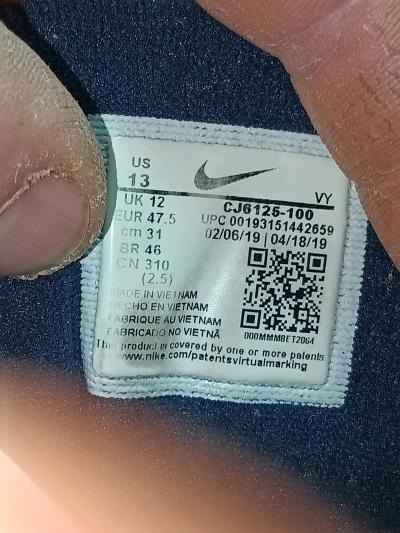 US
13
VY
UK 12
CJ6125-100
EUR 47.5
UPC 00193151442659
cm 31
02/06/19 | 04/18/19
BR 46
CN 310
(2.5)
MADE IN VIETNAM
HECHO EN VIETNAM
FABRIQUE AU VIETNAM
FABRICADO NO VIETNÃ
000MMMBET2064
This product is covered by one or more patents
www.nike.com/patentsvirtualmarking